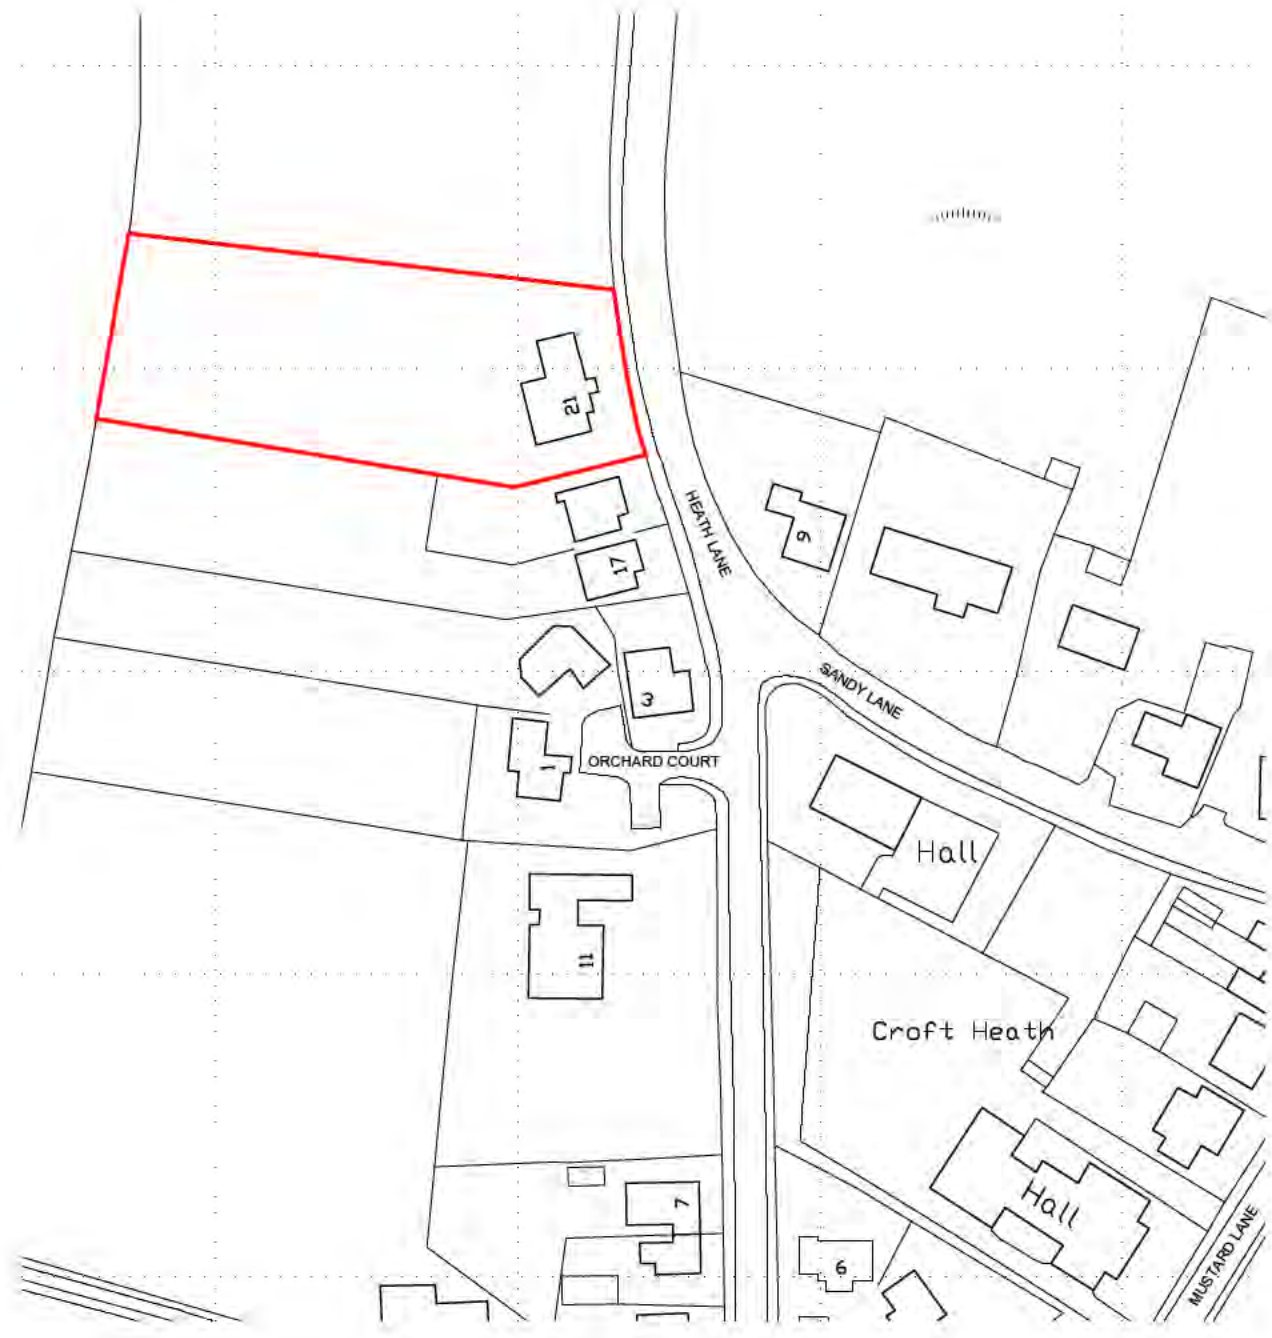 21
HEATH LANE
9
17
SANDY LANE
3
ORCHARD COURT
1
Hall
11
Croft Heath
7
Hall
6
MUSTARD LANE